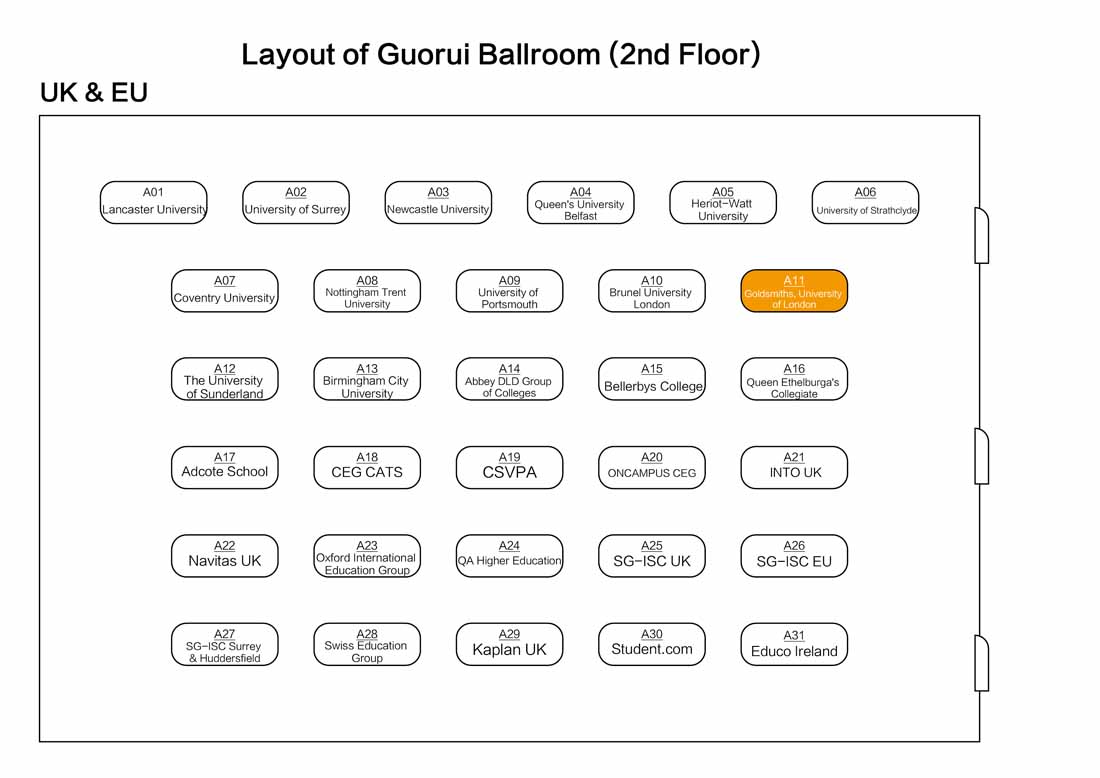 Layout of Guorui Ballroom (2nd Floor)
UK & EU
A01
Lancaster University
A02
University of Surrey
A03
Newcastle University
A04
Queen's University
Belfast
A05
Heriot-Watt
University
A06
University of Strathclyde
A07
Coventry University
A08
Nottingham Trent
University
A09
University of
Portsmouth
A10
Brunel University
London
A11
Goldsmiths, University
of London
A12
The University
of Sunderland
A13
Birmingham City
University
A14
Abbey DLD Group
of Colleges
A15
Bellerbys College
A16
Queen Ethelburga's
Collegiate
A17
Adcote School
A18
CEG CATS
A19
CSVPA
A20
ONCAMPUS CEG
A21
INTO UK
A22
Navitas UK
A23
Oxford International
Education Group
A24
QA Higher Education
A25
SG-ISC UK
A26
SG-ISC EU
A27
SG-ISC Surrey
& Huddersfield
A28
Swiss Education
Group
A29
Kaplan UK
A30
Student.com
A31
Educo Ireland